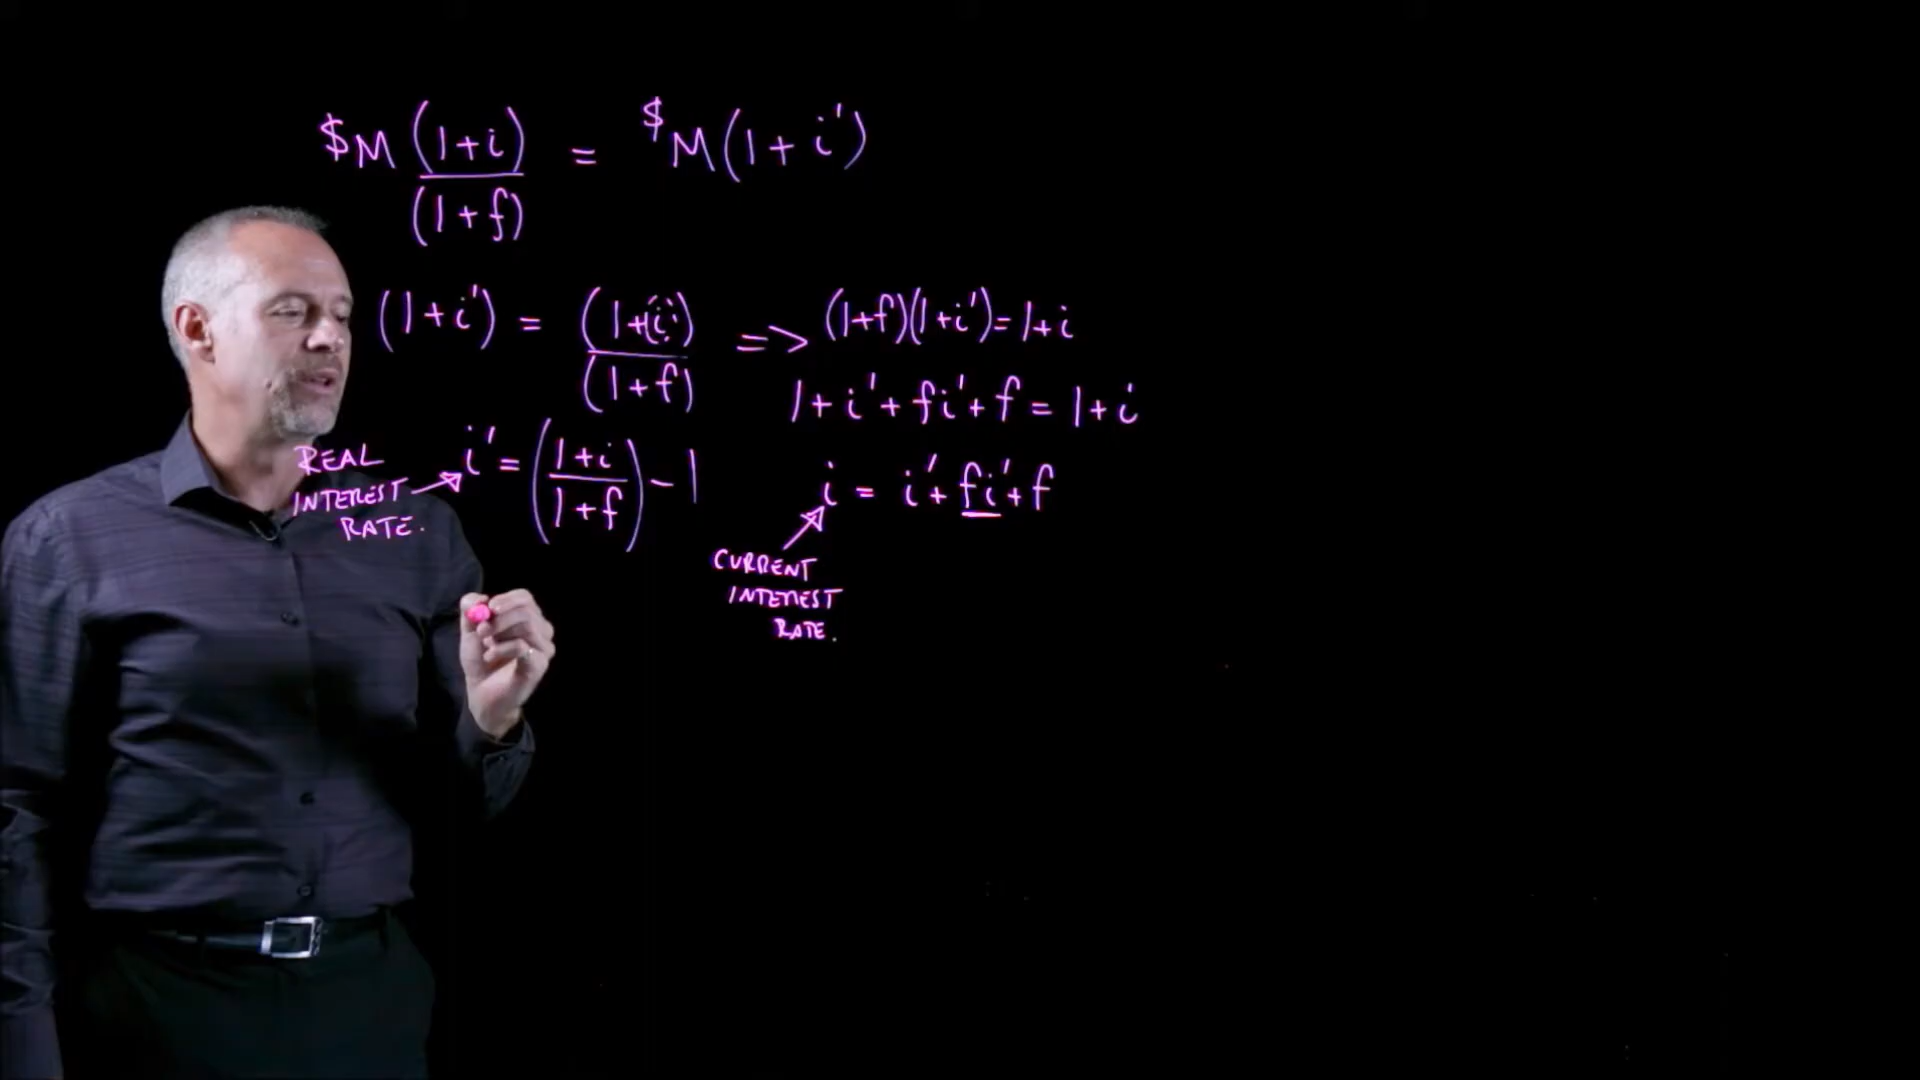 $M (1+i)/(1+f) = $M(1+i')
(1+i') = (1+i)/(1+f) => (1+f)(1+i')=1+i
1+i'+fi'+f=1+i
REAL INTEREST RATE. i' = ((1+i)/(1+f)) - 1
i = i'+fi'+f
CURRENT
INTEREST
RATE.